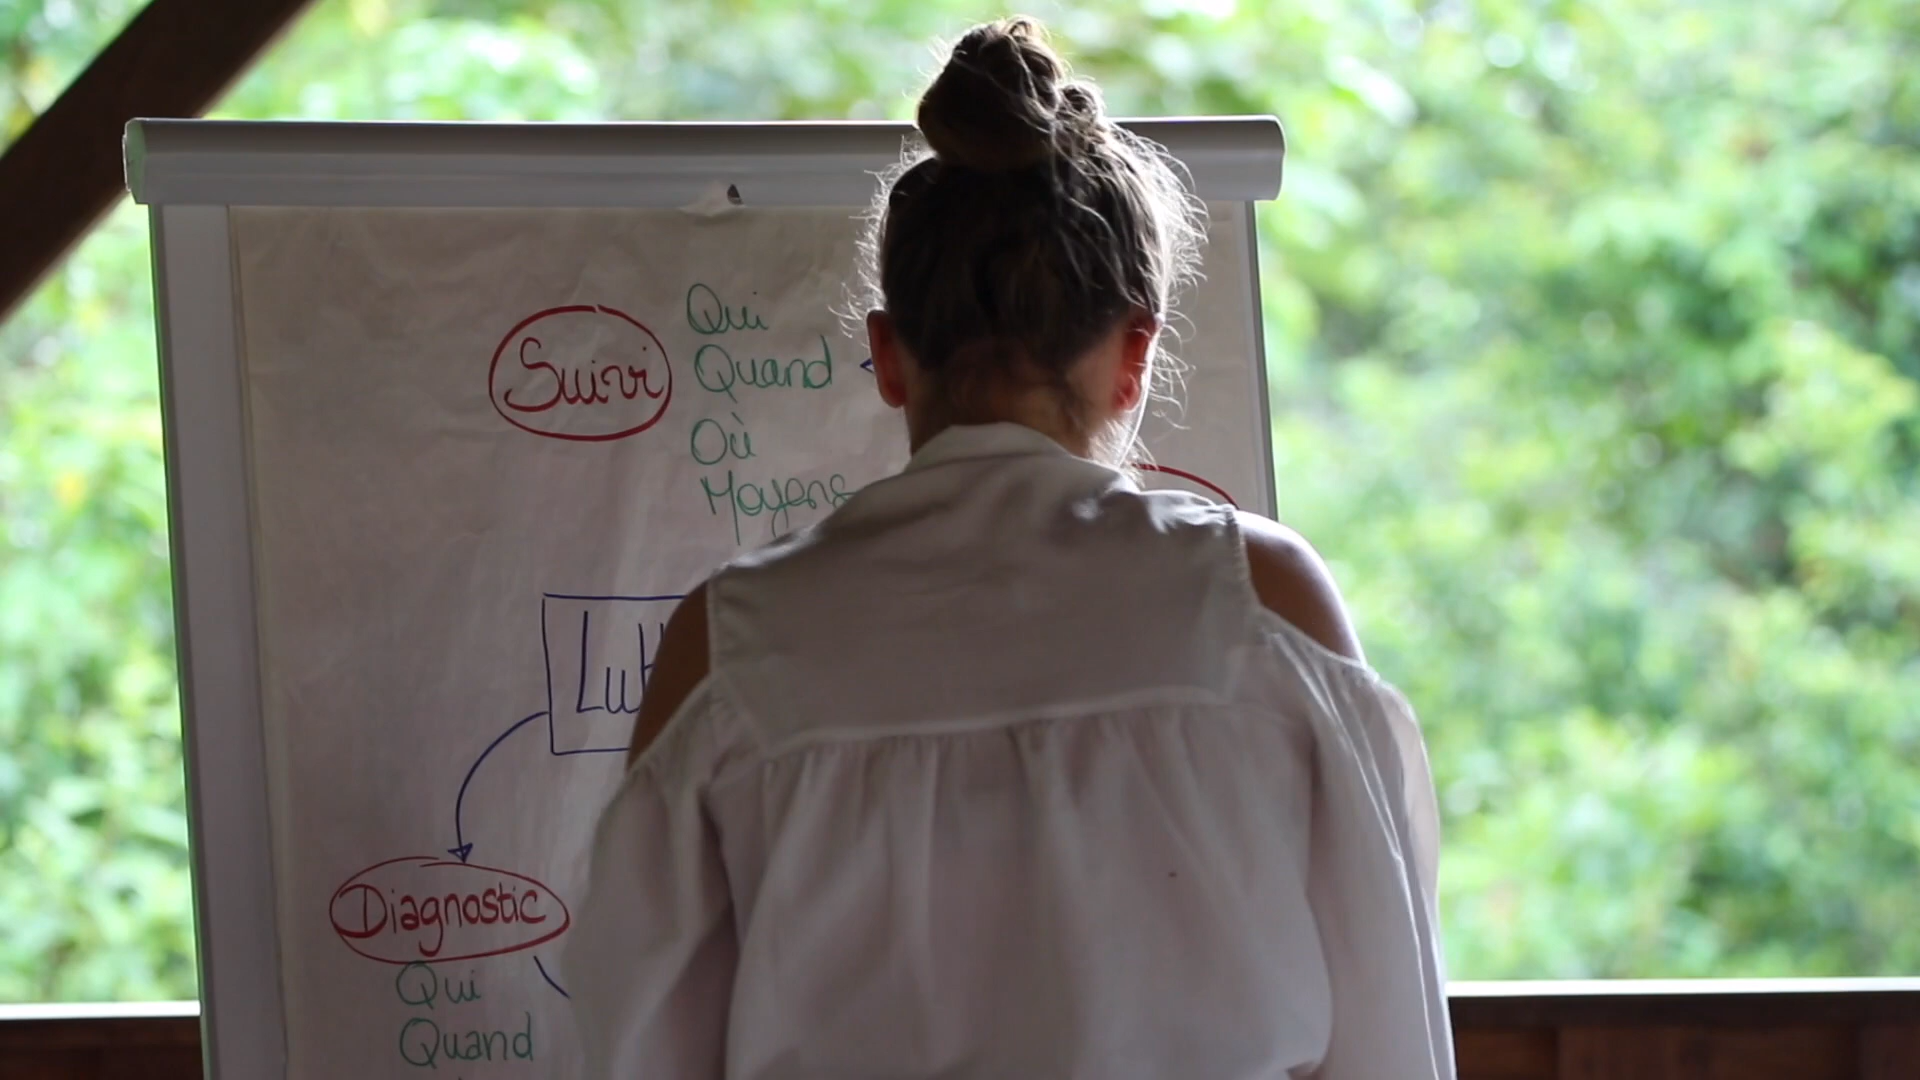 Suivi
Qui
Quand
Où
Moyens
Diagnostic
Qui
Quand